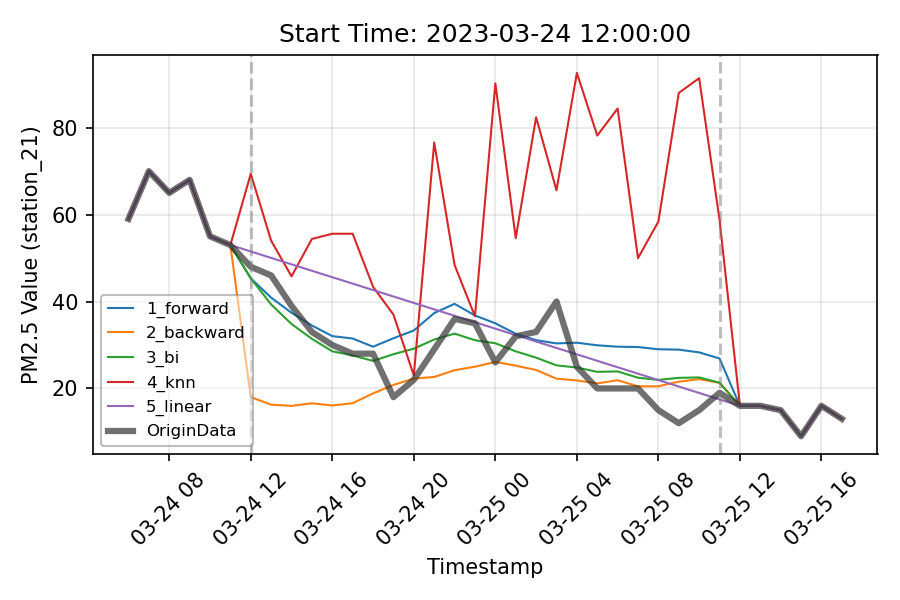 Start Time: 2023-03-24 12:00:00
PM2.5 Value (station_21)
80
60
40
20
1_forward
2_backward
3_bi
4_knn
5_linear
OriginData
03-24 08
03-24 12
03-24 16
03-24 20
03-25 00
03-25 04
03-25 08
03-25 12
03-25 16
Timestamp